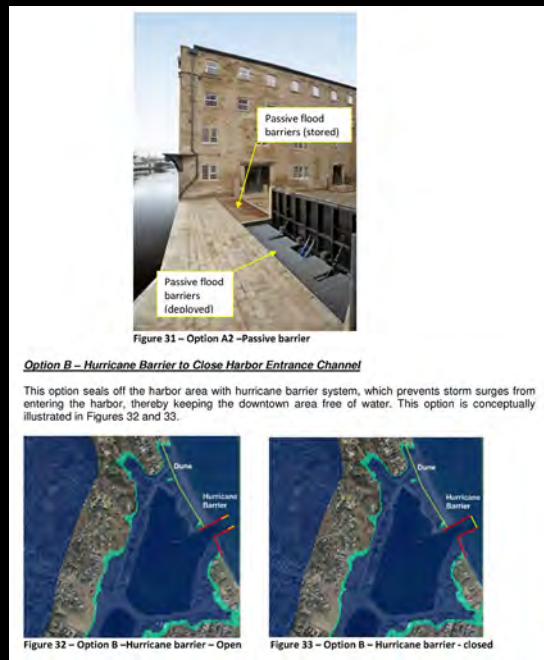 Passive flood
barriers (stored)
Passive flood
barriers
(deployed)
Figure 31 – Option A2 –Passive barrier
Option B – Hurricane Barrier to Close Harbor Entrance Channel
This option seals off the harbor area with hurricane barrier system, which prevents storm surges from
entering the harbor, thereby keeping the downtown area free of water. This option is conceptually
illustrated in Figures 32 and 33.
Dune
Hurricane
Barrier
Dune
Hurricane
Barrier
Figure 32 – Option B –Hurricane barrier – Open
Figure 33 – Option B – Hurricane barrier - closed